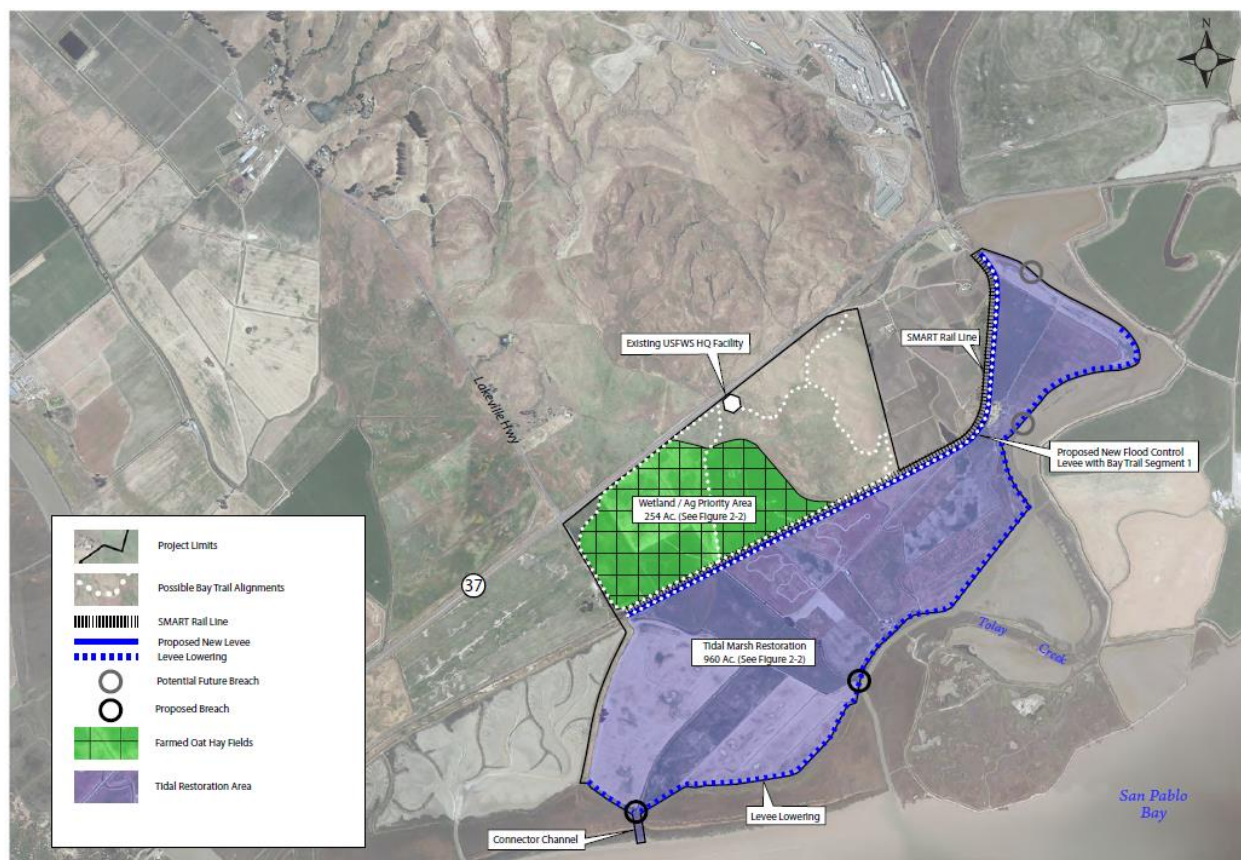 N
Existing USFWS HQ Facility
SMART Rail Line
Lakeville Hwy
Proposed New Flood Control
Levee with Bay Trail Segment 1
Wetland / Ag Priority Area
254 Ac. (See Figure 2-2)
37
Tidal Marsh Restoration
960 Ac. (See Figure 2-2)
Tolay Creek
San Pablo
Bay
Levee Lowering
Connector Channel
Project Limits
Possible Bay Trail Alignments
SMART Rail Line
Proposed New Levee
Levee Lowering
Potential Future Breach
Proposed Breach
Farmed Oat Hay Fields
Tidal Restoration Area